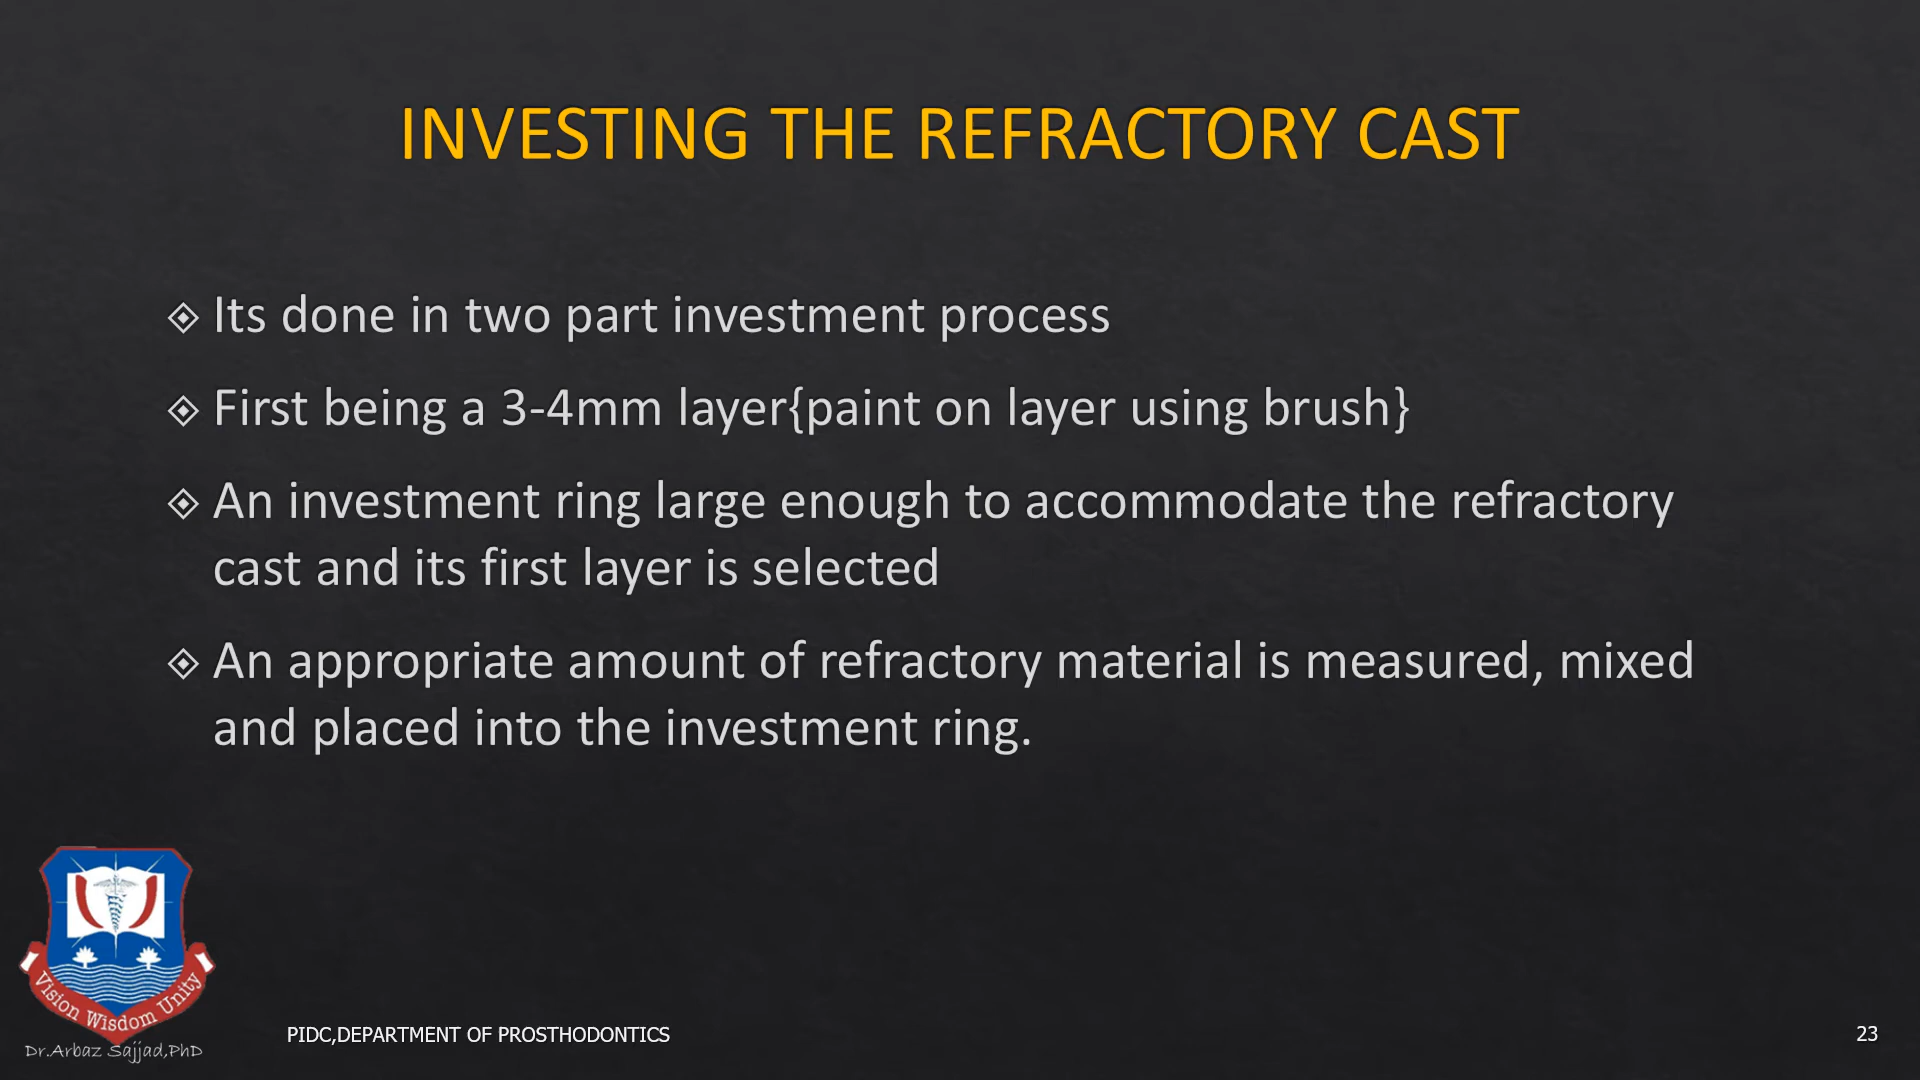 INVESTING THE REFRACTORY CAST
Its done in two part investment process
First being a 3-4mm layer{paint on layer using brush}
An investment ring large enough to accommodate the refractory
cast and its first layer is selected
An appropriate amount of refractory material is measured, mixed
and placed into the investment ring.
Vision Wisdom Unity
Dr.Arbaz Sajjad,PhD
PIDC,DEPARTMENT OF PROSTHODONTICS
23